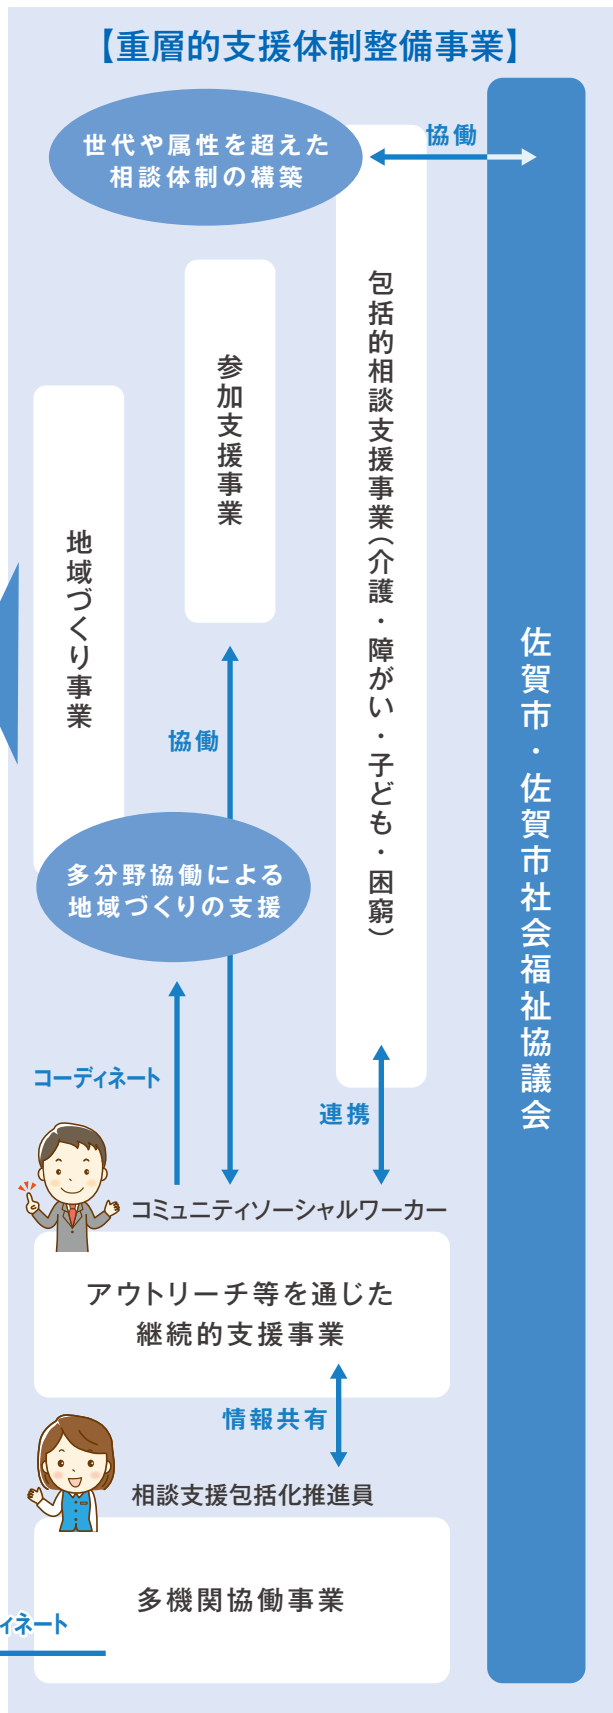 【重層的支援体制整備事業】
世代や属性を超えた
相談体制の構築
協働
包括的相談支援事業（介護・障がい・子ども・困窮）
参加支援事業
地域づくり事業
佐賀市・佐賀市社会福祉協議会
協働
多分野協働による
地域づくりの支援
コーディネート
連携
コミュニティソーシャルワーカー
アウトリーチ等を通じた
継続的支援事業
情報共有
相談支援包括化推進員
多機関協働事業
ィネート